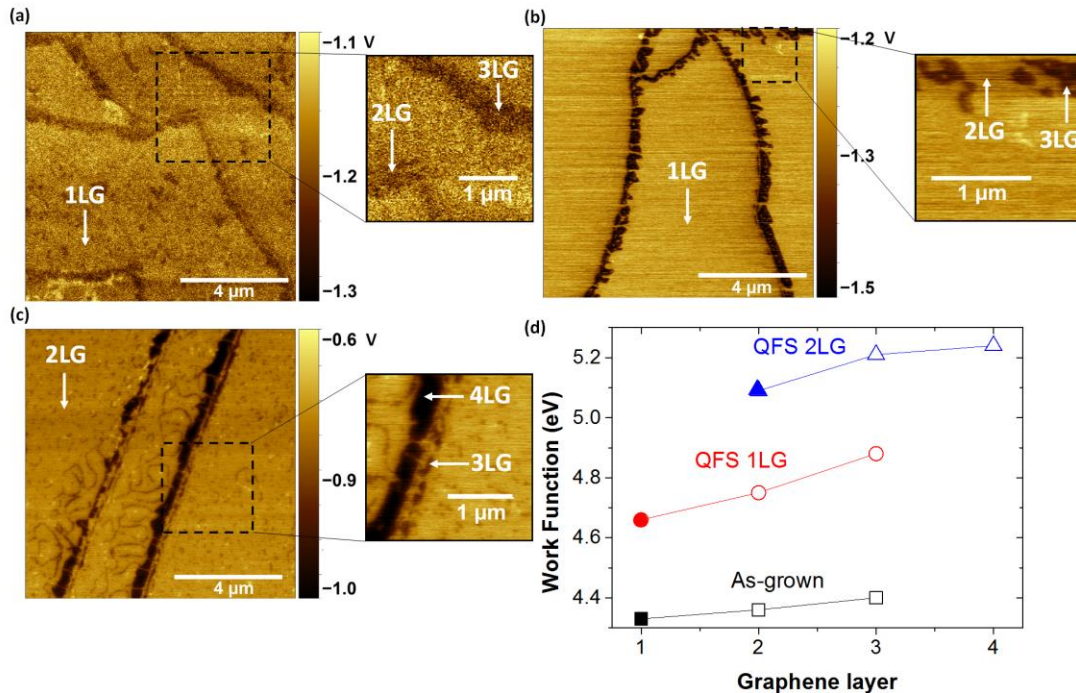 (a)
−1.1 V
−1.2
−1.3
1LG
4 µm
3LG
2LG
1 µm
(b)
−1.2 V
−1.3
−1.5
1LG
4 µm
2LG
3LG
1 µm
(c)
−0.6 V
−0.9
−1.0
2LG
4 µm
4LG
3LG
1 µm
(d)
Work Function (eV)
5.2
5.0
4.8
4.6
4.4
QFS 2LG
QFS 1LG
As-grown
1 2 3 4
Graphene layer